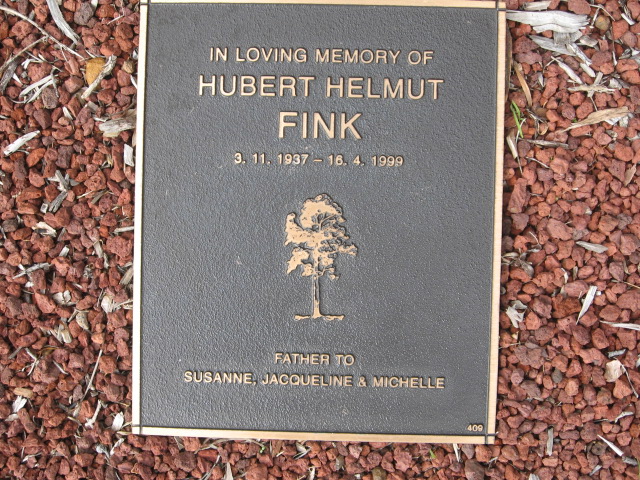 IN LOVING MEMORY OF
HUBERT HELMUT
FINK
3. 11. 1937 – 16. 4. 1999
FATHER TO
SUSANNE, JACQUELINE & MICHELLE
409